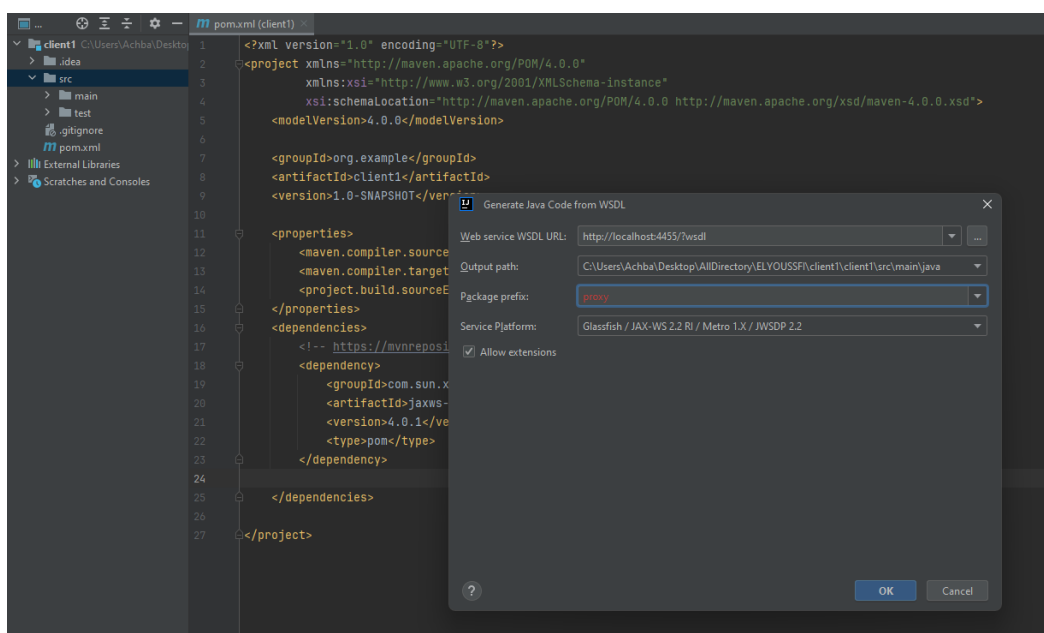 ... pom.xml (client1)
client1 C:\Users\Achba\Desktop
.idea
src
main
test
.gitignore
pom.xml
External Libraries
Scratches and Consoles
1 <?xml version="1.0" encoding="UTF-8"?>
2 <project xmlns="http://maven.apache.org/POM/4.0.0"
3 xmlns:xsi="http://www.w3.org/2001/XMLSchema-instance"
4 xsi:schemaLocation="http://maven.apache.org/POM/4.0.0 http://maven.apache.org/xsd/maven-4.0.0.xsd">
5 <modelVersion>4.0.0</modelVersion>
6
7 <groupId>org.example</groupId>
8 <artifactId>client1</artifactId>
9 <version>1.0-SNAPSHOT</version>
10
11 <properties>
12 <maven.compiler.source
13 <maven.compiler.target
14 <project.build.sourceE
15 </properties>
16 <dependencies>
17 <!-- https://mvnreposi
18 <dependency>
19 <groupId>com.sun.x
20 <artifactId>jaxws-
21 <version>4.0.1</ve
22 <type>pom</type>
23 </dependency>
24
25 </dependencies>
26
27 </project>
Generate Java Code from WSDL
Web service WSDL URL: http://localhost:4455/?wsdl ...
Output path: C:\Users\Achba\Desktop\AllDirectory\ELYOUSSFI\client1\client1\src\main\java
Package prefix: proxy
Service Platform: Glassfish / JAX-WS 2.2 RI / Metro 1.X / JWSDP 2.2
Allow extensions
? OK Cancel